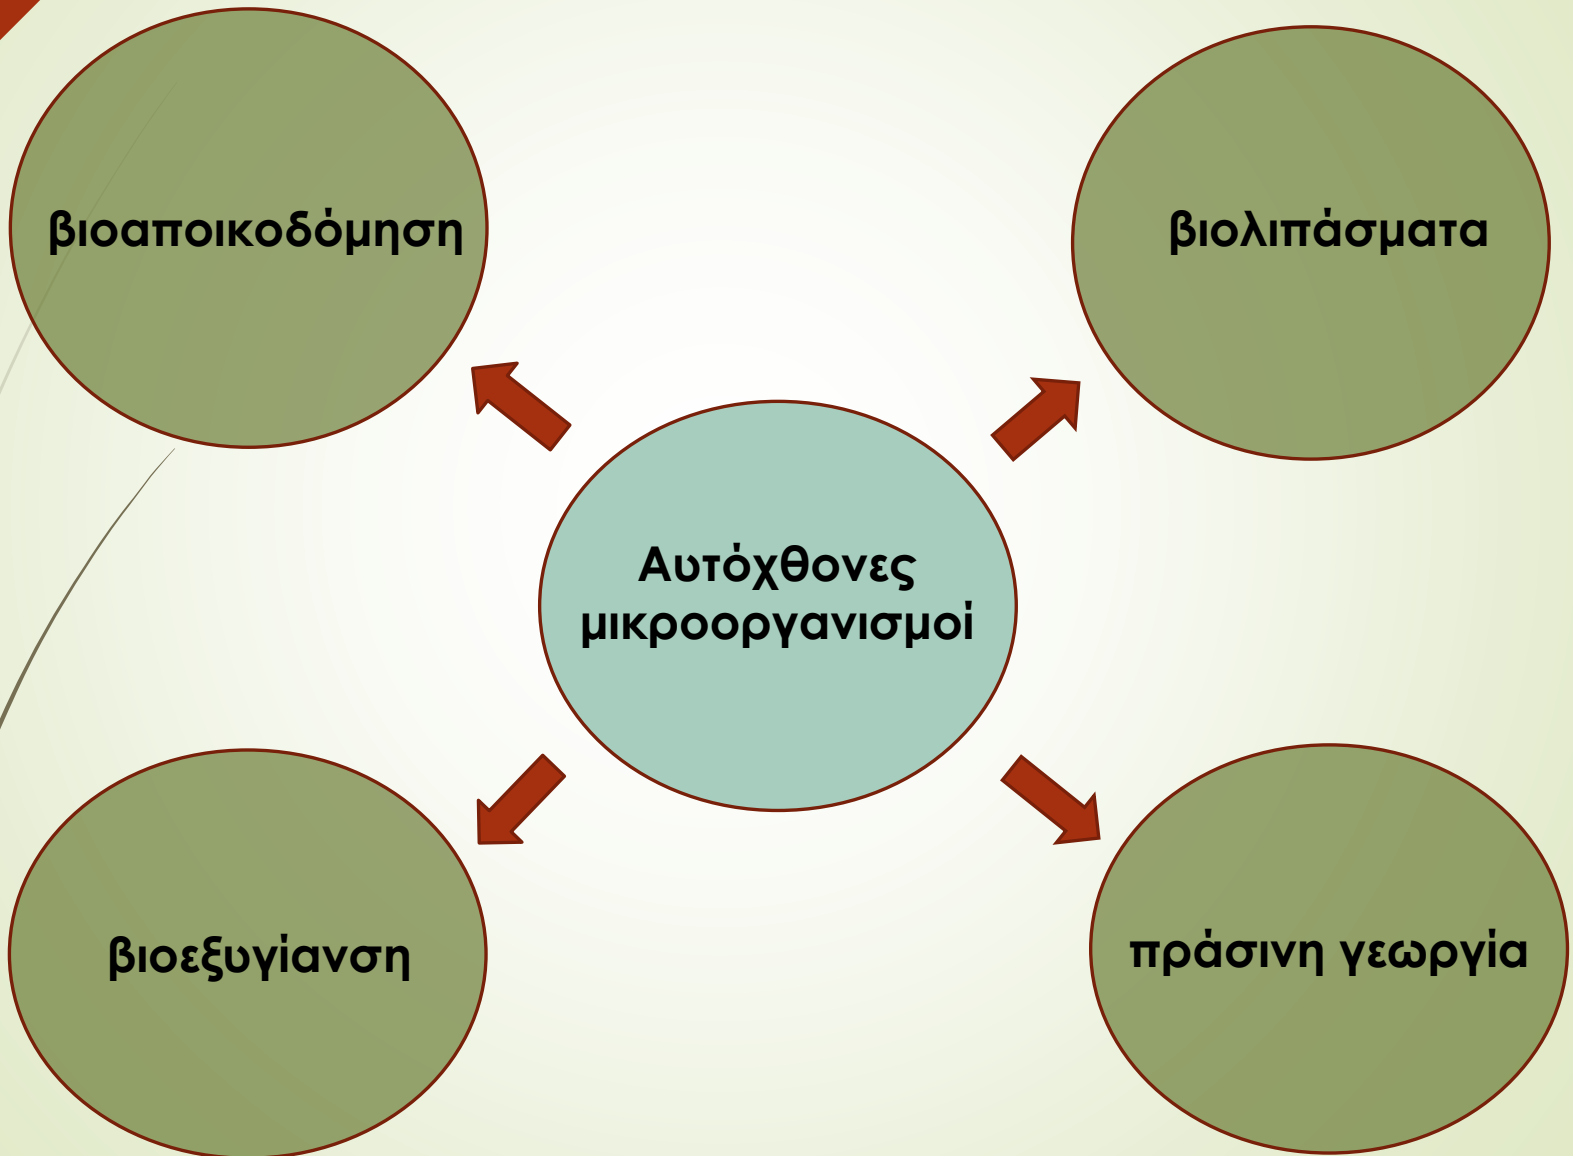 βιοαποικοδόμηση
βιολιπάσματα
Αυτόχθονες
μικροοργανισμοί
βιοεξυγίανση
πράσινη γεωργία